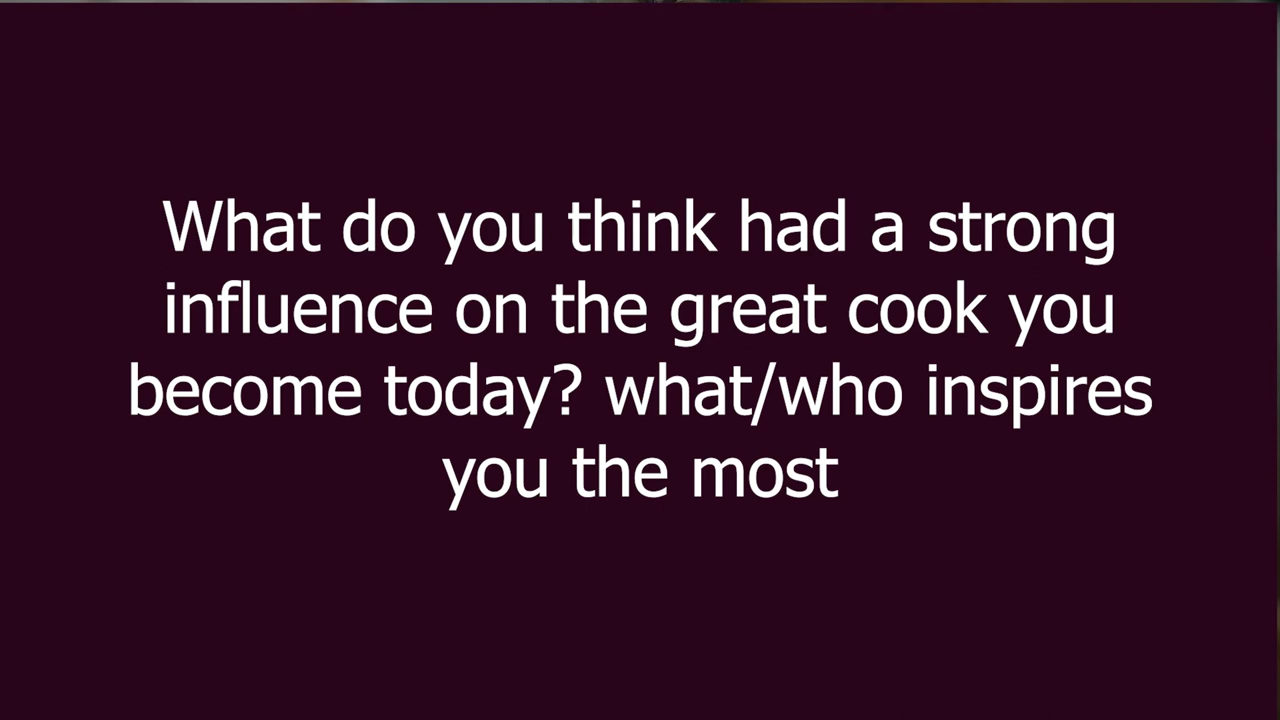 What do you think had a strong
influence on the great cook you
become today? what/who inspires
you the most